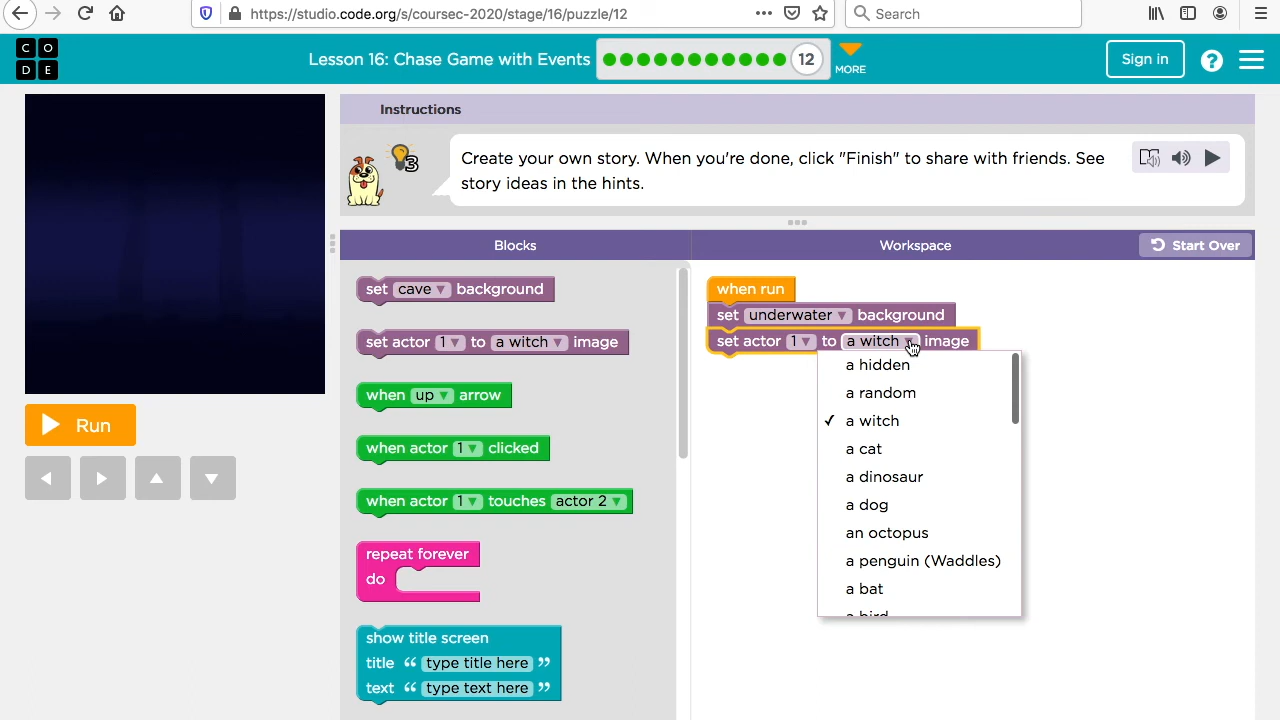 https://studio.code.org/s/coursec-2020/stage/16/puzzle/12
Search
C O
D E
Lesson 16: Chase Game with Events
12
MORE
Sign in
?
Instructions
3
Create your own story. When you're done, click "Finish" to share with friends. See
story ideas in the hints.
Blocks
Workspace
Start Over
set cave ▼ background
set actor 1 ▼ to a witch ▼ image
when up ▼ arrow
when actor 1 ▼ clicked
when actor 1 ▼ touches actor 2 ▼
repeat forever
do
show title screen
title “ type title here ”
text “ type text here ”
when run
set underwater ▼ background
set actor 1 ▼ to a witch ▼ image
a hidden
a random
✓ a witch
a cat
a dinosaur
a dog
an octopus
a penguin (Waddles)
a bat
a bird
Run